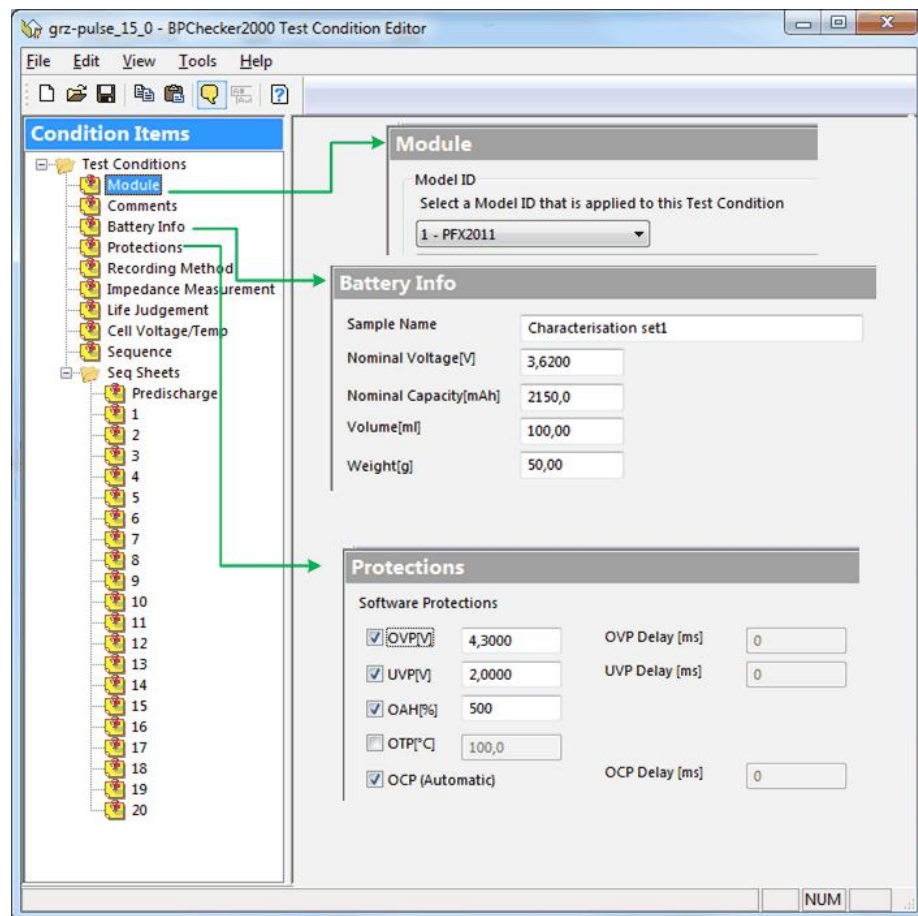 grz-pulse_15_0 - BPChecker2000 Test Condition Editor
File Edit View Tools Help
Condition Items
Test Conditions
Module
Comments
Battery Info
Protections
Recording Method
Impedance Measurement
Life Judgement
Cell Voltage/Temp
Sequence
Seq Sheets
Predischarge
1
2
3
4
5
6
7
8
9
10
11
12
13
14
15
16
17
18
19
20
Module
Model ID
Select a Model ID that is applied to this Test Condition
1 - PFX2011
Battery Info
Sample Name Characterisation set1
Nominal Voltage[V] 3,6200
Nominal Capacity[mAh] 2150,0
Volume[ml] 100,00
Weight[g] 50,00
Protections
Software Protections
OVP[V] 4,3000 OVP Delay [ms] 0
UVP[V] 2,0000 UVP Delay [ms] 0
OAH[%] 500
OTP[°C] 100,0
OCP (Automatic) OCP Delay [ms] 0
NUM